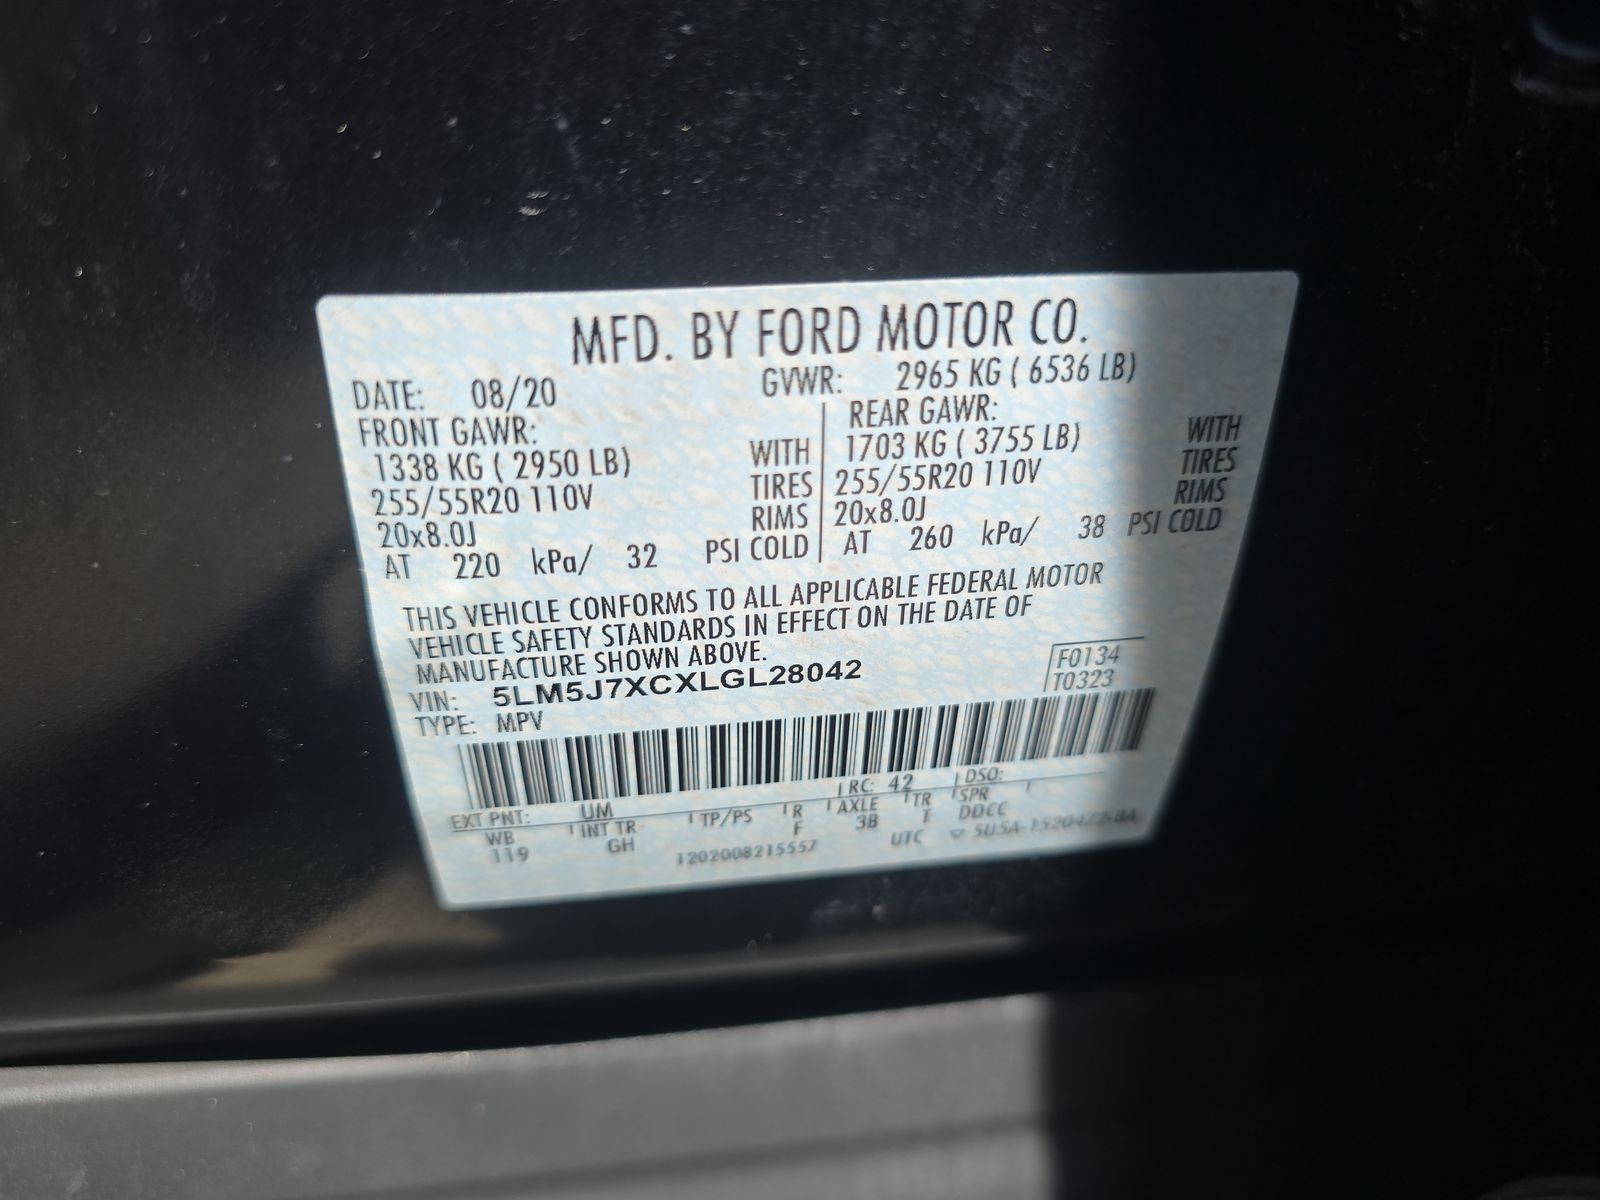 MFD. BY FORD MOTOR CO.
DATE: 08/20 GVWR: 2965 KG ( 6536 LB)
FRONT GAWR: REAR GAWR:
1338 KG ( 2950 LB) WITH 1703 KG ( 3755 LB) WITH
255/55R20 110V TIRES 255/55R20 110V TIRES
20x8.0J RIMS 20x8.0J RIMS
AT 220 kPa/ 32 PSI COLD AT 260 kPa/ 38 PSI COLD
THIS VEHICLE CONFORMS TO ALL APPLICABLE FEDERAL MOTOR
VEHICLE SAFETY STANDARDS IN EFFECT ON THE DATE OF
MANUFACTURE SHOWN ABOVE.
VIN: 5LM5J7XCXLGL28042 F0134
TYPE: MPV T0323
EXT PNT: UM RC: 42 DSO:
WB INT TR TP/PS R AXLE TR SPR
119 GH F 3B T DDCC
1202008215557 UTC